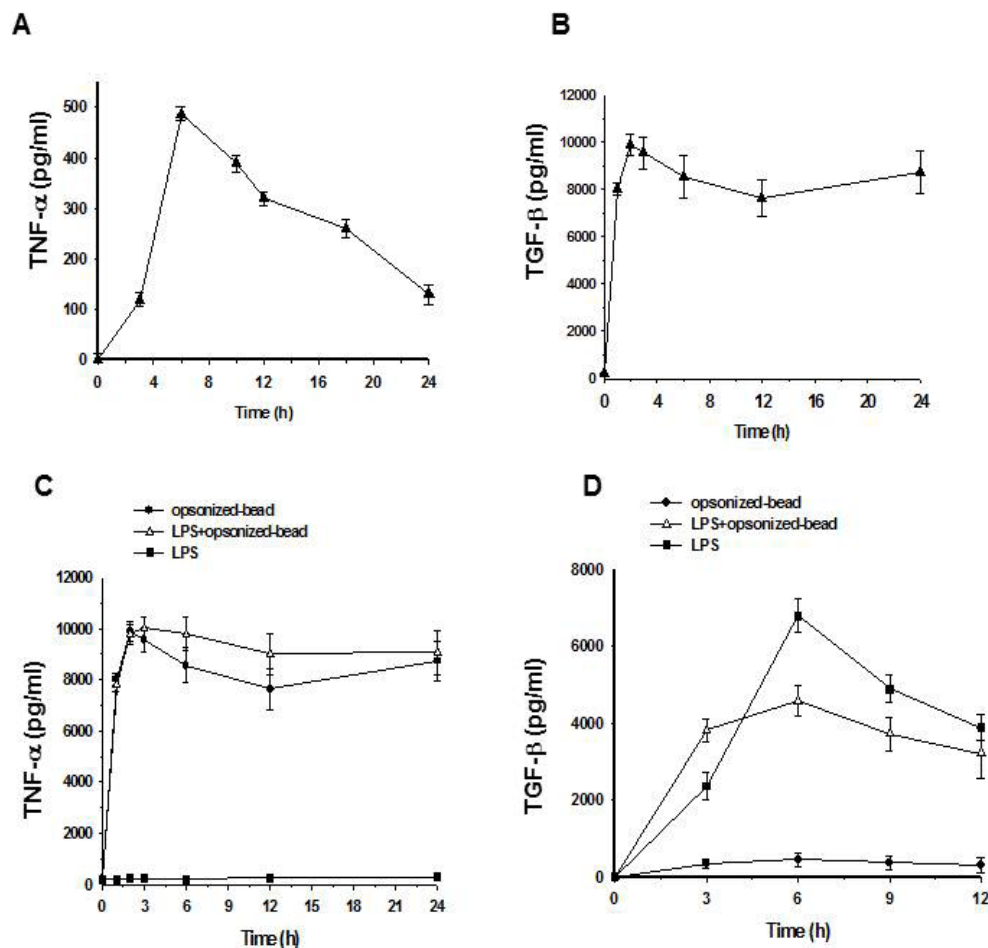 A
TNF-α (pg/ml)
500
400
300
200
100
0
0 4 8 12 16 20 24
Time (h)
B
TGF-β (pg/ml)
12000
10000
8000
6000
4000
2000
0
0 4 8 12 16 20 24
Time (h)
C
opsonized-bead
LPS+opsonized-bead
LPS
TNF-α (pg/ml)
12000
10000
8000
6000
4000
2000
0
0 3 6 9 12 15 18 21 24
Time (h)
D
opsonized-bead
LPS+opsonized-bead
LPS
TGF-β (pg/ml)
8000
6000
4000
2000
0
0 3 6 9 12
Time (h)